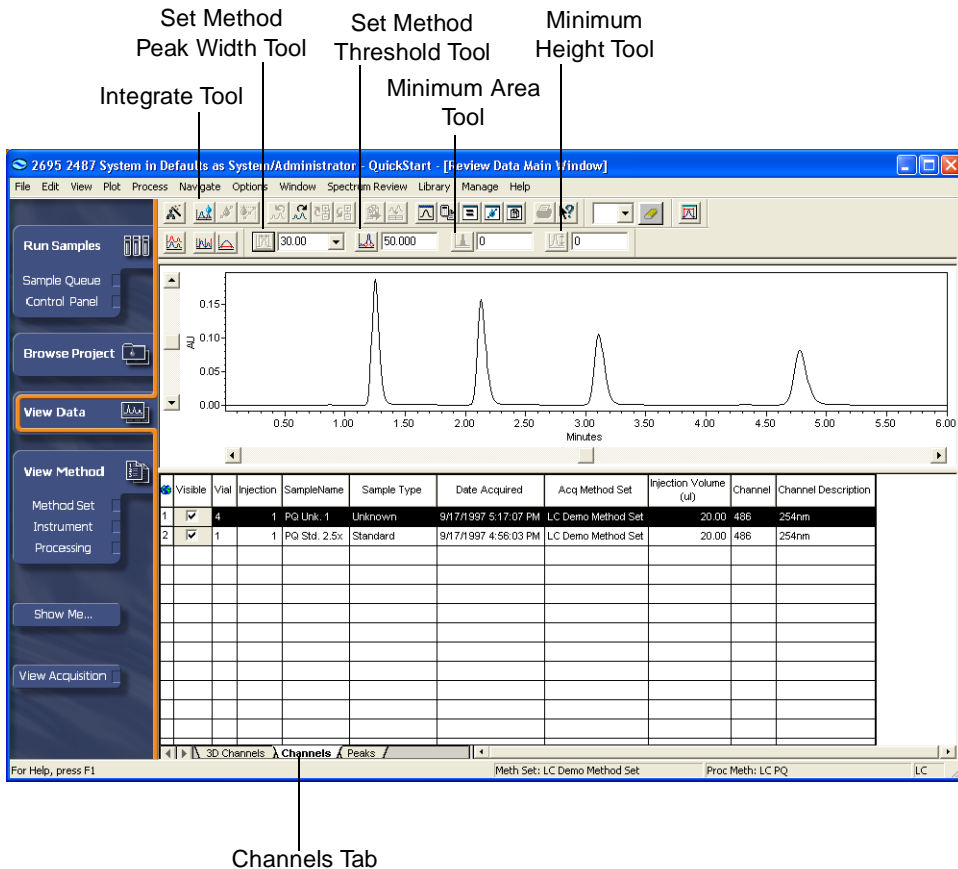 Set Method
Peak Width Tool
Set Method
Threshold Tool
Minimum
Height Tool
Integrate Tool
Minimum Area
Tool
2695 2487 System in Defaults as System/Administrator - QuickStart - [Review Data Main Window]
File Edit View Plot Process Navigate Options Window Spectrum Review Library Manage Help
30.00 50.000 0 0
Run Samples
Sample Queue
Control Panel
Browse Project
View Data
View Method
Method Set
Instrument
Processing
Show Me...
View Acquisition
AU
0.15
0.10
0.05
0.00
0.50 1.00 1.50 2.00 2.50 3.00 3.50 4.00 4.50 5.00 5.50 6.00
Minutes
Visible Vial Injection SampleName Sample Type Date Acquired Acq Method Set Injection Volume (ul) Channel Channel Description
1 4 1 PQ Unk. 1 Unknown 9/17/1997 5:17:07 PM LC Demo Method Set 20.00 486 254nm
2 1 1 PQ Std. 2.5x Standard 9/17/1997 4:56:03 PM LC Demo Method Set 20.00 486 254nm
3D Channels Channels Peaks
For Help, press F1 Meth Set: LC Demo Method Set Proc Meth: LC PQ LC
Channels Tab